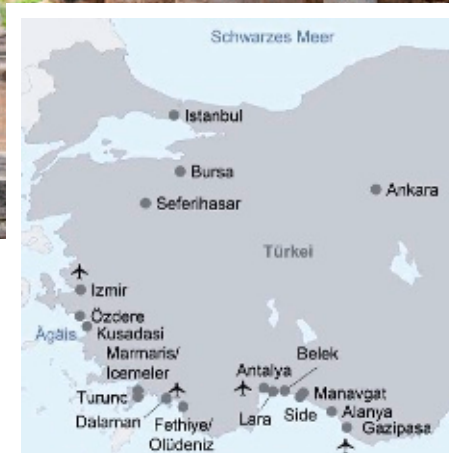 Schwarzes Meer
Istanbul
Bursa
Seferihasar
Ankara
Türkei
Izmir
Özdere
Ägäis
Kusadasi
Marmaris/
Icemeler
Turunc
Dalaman
Fethiye/
Olüdeniz
Antalya
Belek
Lara
Side
Manavgat
Alanya
Gazipasa